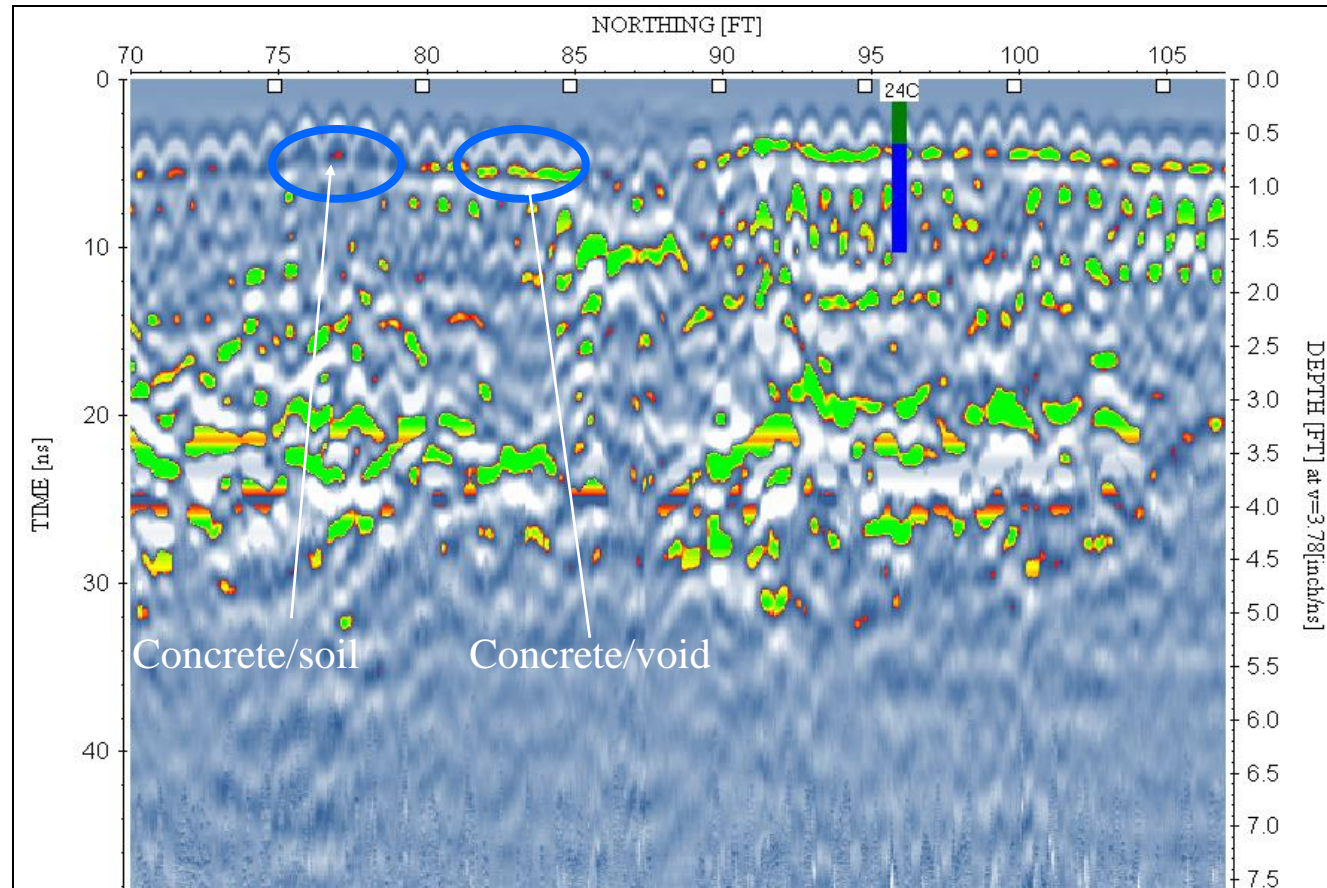 NORTHING [FT]
70 75 80 85 90 95 100 105
0 10 20 30 40
TIME [ns]
24C
0.0 0.5 1.0 1.5 2.0 2.5 3.0 3.5 4.0 4.5 5.0 5.5 6.0 6.5 7.0 7.5
DEPTH [FT] at v=3.78[inch/ns]
Concrete/soil Concrete/void